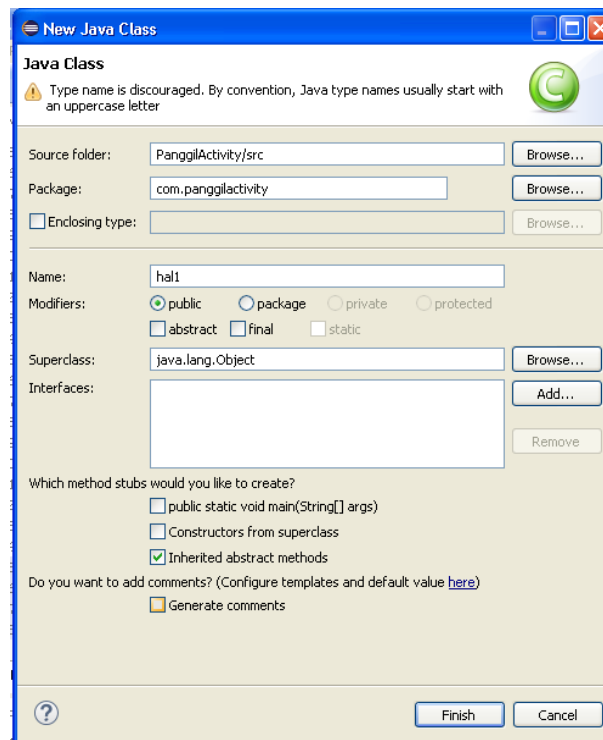 New Java Class
Java Class
Type name is discouraged. By convention, Java type names usually start with
an uppercase letter
Source folder: PanggilActivity/src Browse...
Package: com.panggilactivity Browse...
Enclosing type: Browse...
Name: hal1
Modifiers: public package private protected
abstract final static
Superclass: java.lang.Object Browse...
Interfaces: Add...
Remove
Which method stubs would you like to create?
public static void main(String[] args)
Constructors from superclass
Inherited abstract methods
Do you want to add comments? (Configure templates and default value here)
Generate comments
Finish Cancel